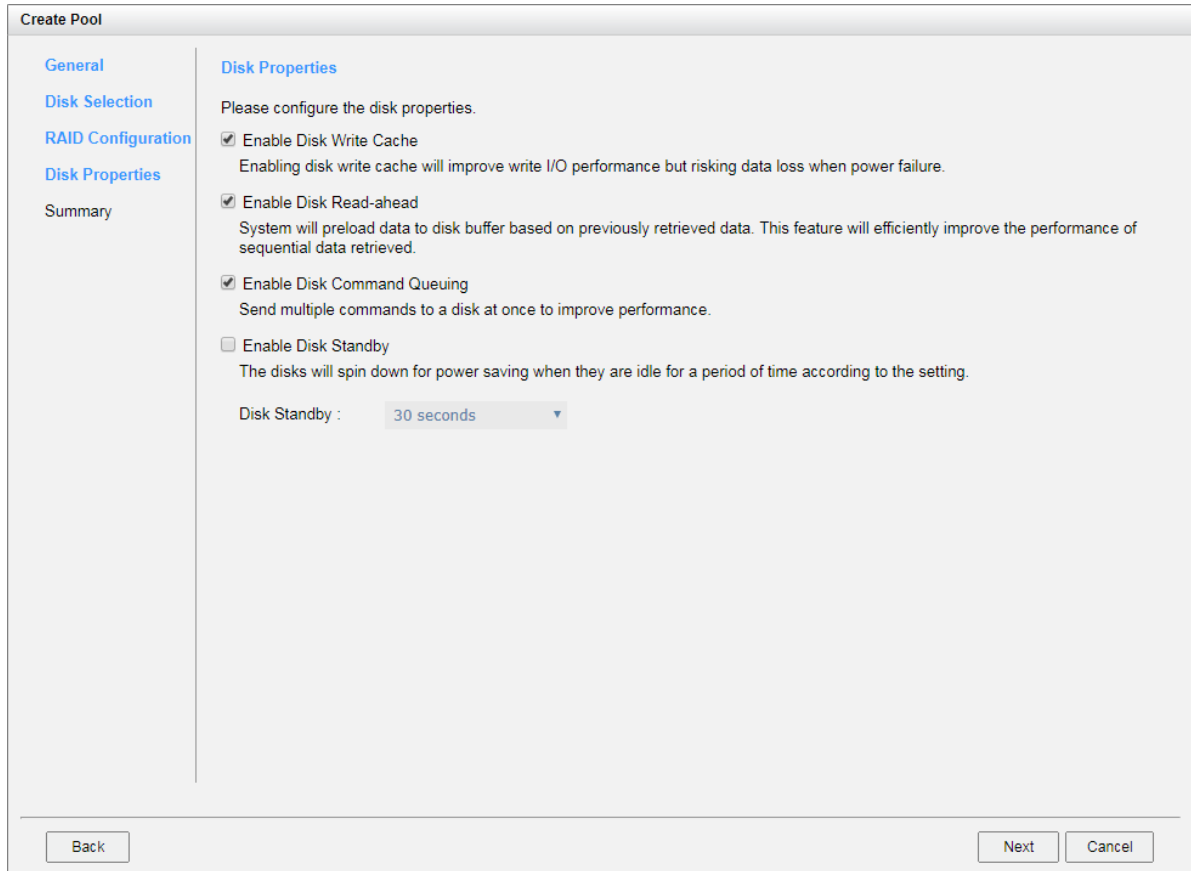 Create Pool
General
Disk Selection
RAID Configuration
Disk Properties
Summary
Disk Properties
Please configure the disk properties.
Enable Disk Write Cache
Enabling disk write cache will improve write I/O performance but risking data loss when power failure.
Enable Disk Read-ahead
System will preload data to disk buffer based on previously retrieved data. This feature will efficiently improve the performance of
sequential data retrieved.
Enable Disk Command Queuing
Send multiple commands to a disk at once to improve performance.
Enable Disk Standby
The disks will spin down for power saving when they are idle for a period of time according to the setting.
Disk Standby : 30 seconds
Back Next Cancel